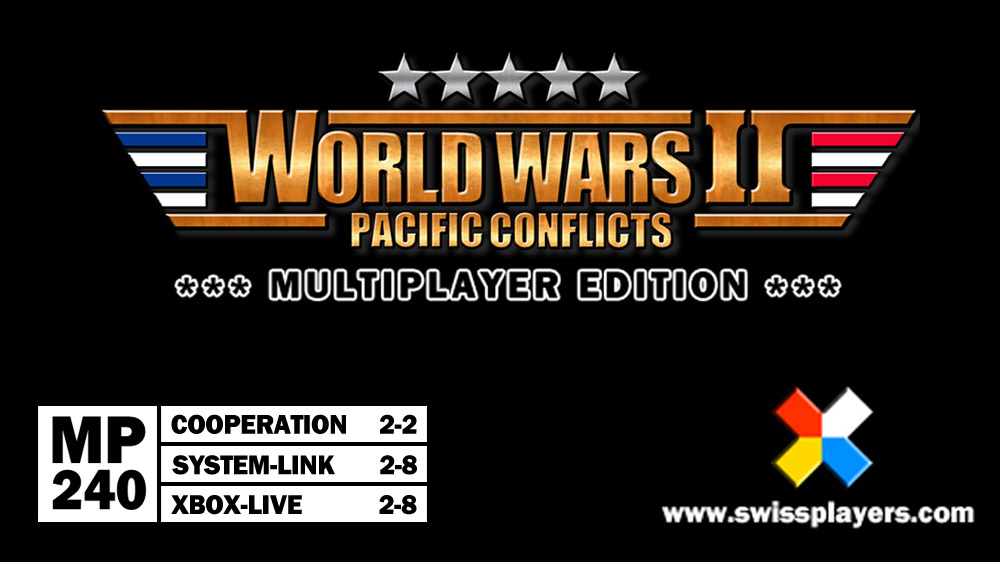 WORLD WARS II
PACIFIC CONFLICTS
*** MULTIPLAYER EDITION ***
MP 240
COOPERATION 2-2
SYSTEM-LINK 2-8
XBOX-LIVE 2-8
www.swissplayers.com